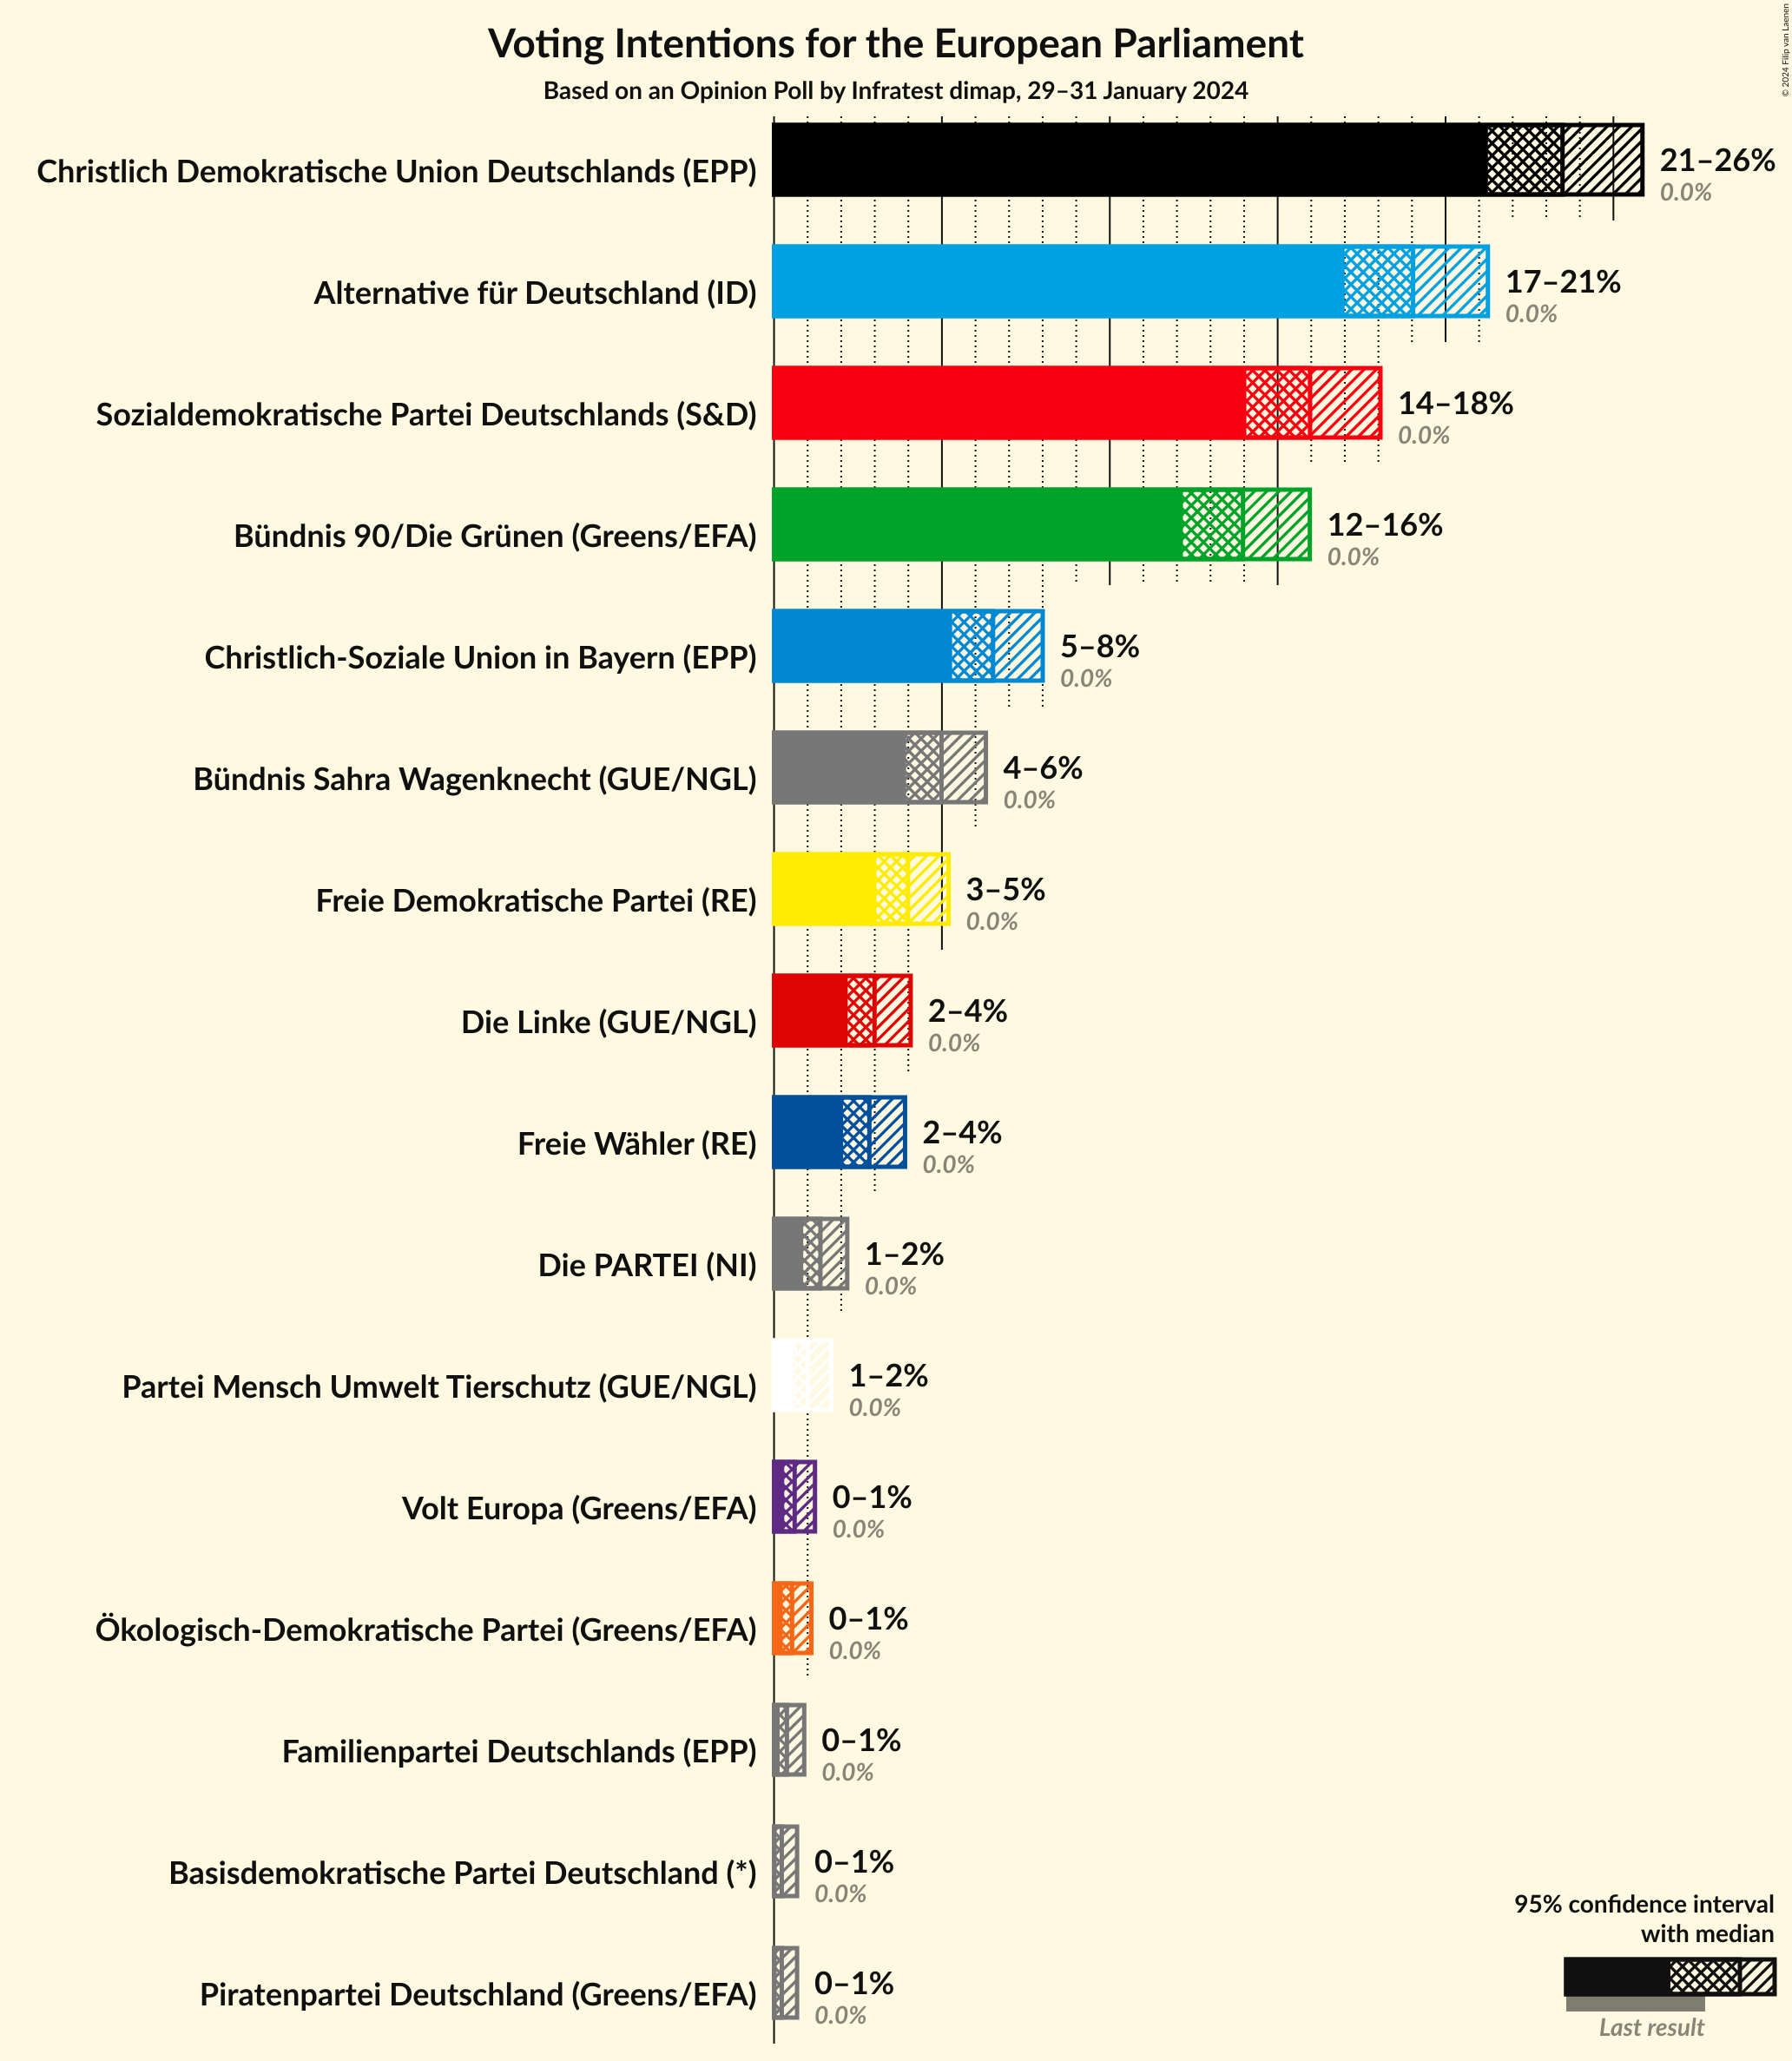 Voting Intentions for the European Parliament
Based on an Opinion Poll by Infratest dimap, 29–31 January 2024
© 2024 Filip van Laenen
Christlich Demokratische Union Deutschlands (EPP)
21–26%
0.0%
Alternative für Deutschland (ID)
17–21%
0.0%
Sozialdemokratische Partei Deutschlands (S&D)
14–18%
0.0%
Bündnis 90/Die Grünen (Greens/EFA)
12–16%
0.0%
Christlich-Soziale Union in Bayern (EPP)
5–8%
0.0%
Bündnis Sahra Wagenknecht (GUE/NGL)
4–6%
0.0%
Freie Demokratische Partei (RE)
3–5%
0.0%
Die Linke (GUE/NGL)
2–4%
0.0%
Freie Wähler (RE)
2–4%
0.0%
Die PARTEI (NI)
1–2%
0.0%
Partei Mensch Umwelt Tierschutz (GUE/NGL)
1–2%
0.0%
Volt Europa (Greens/EFA)
0–1%
0.0%
Ökologisch-Demokratische Partei (Greens/EFA)
0–1%
0.0%
Familienpartei Deutschlands (EPP)
0–1%
0.0%
Basisdemokratische Partei Deutschland (*)
0–1%
0.0%
Piratenpartei Deutschland (Greens/EFA)
0–1%
0.0%
95% confidence interval
with median
Last result